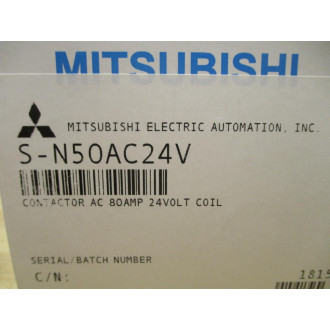 MITSUBISHI
MITSUBISHI ELECTRIC AUTOMATION, INC.
S-N50AC24V
CONTACTOR AC 80AMP 24VOLT COIL
SERIAL/BATCH NUMBER
C/N:
1815